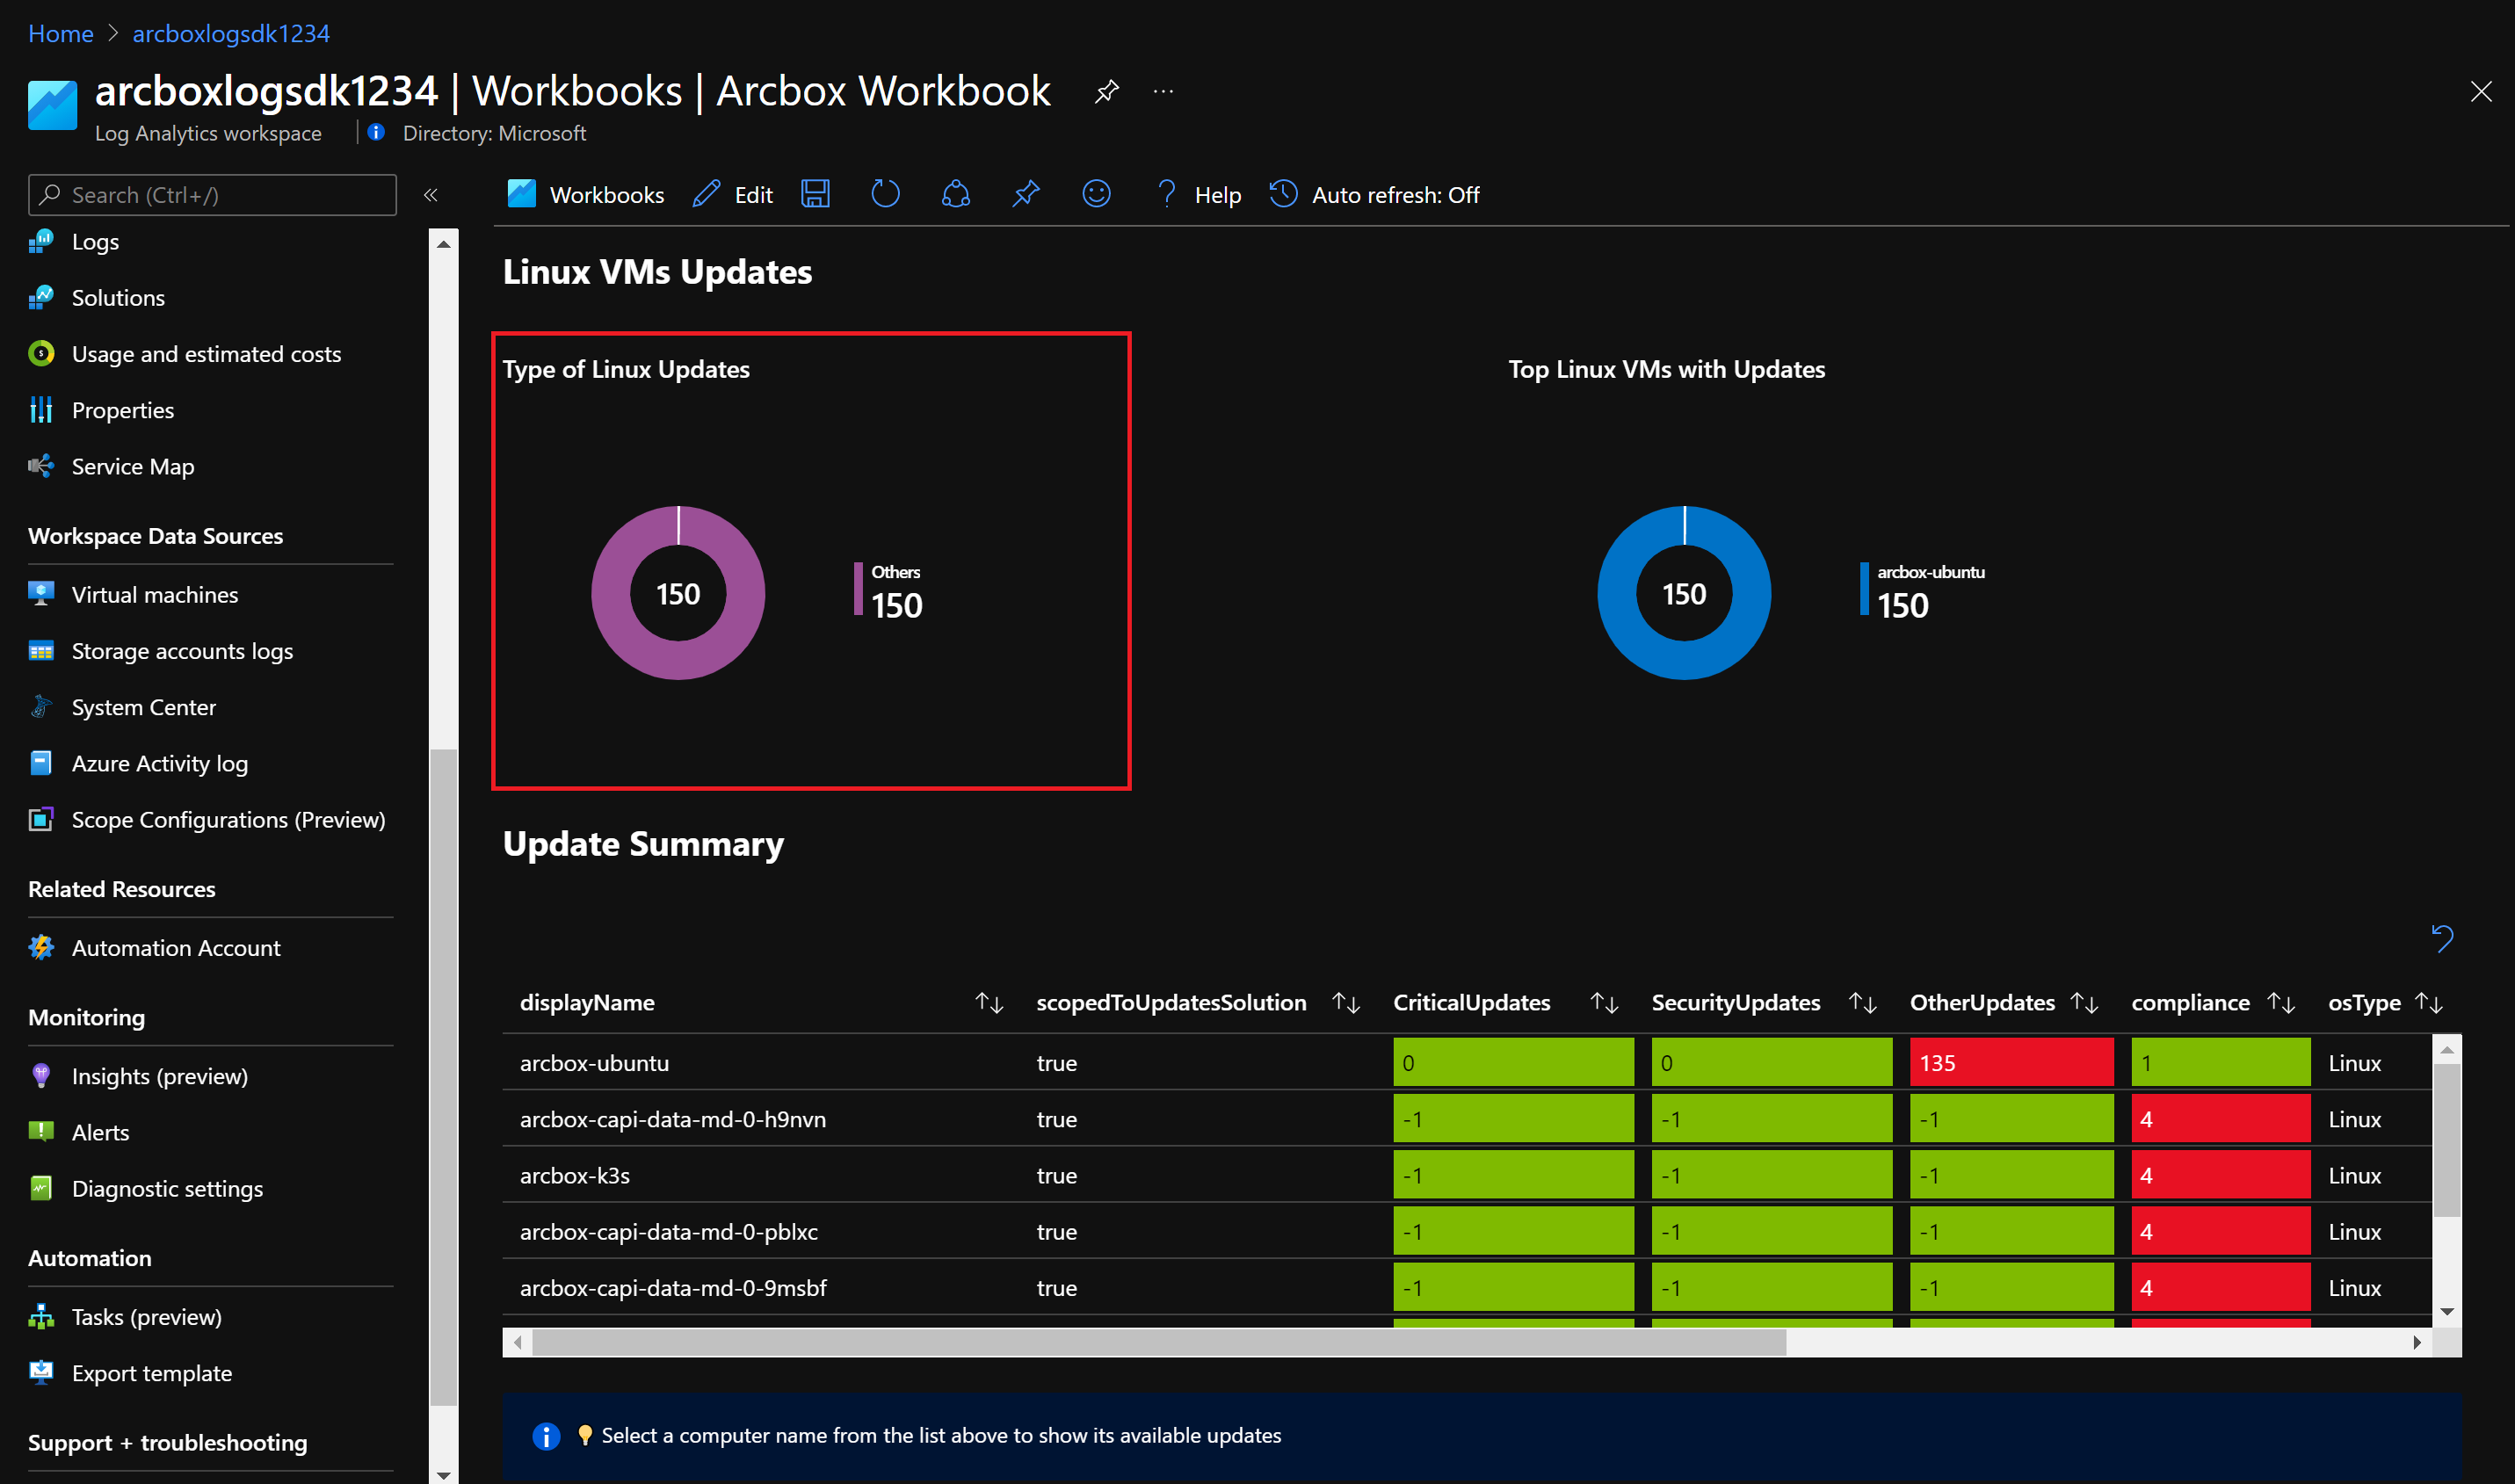 Home > arcboxlogsdk1234
arcboxlogsdk1234 | Workbooks | Arcbox Workbook ...
Log Analytics workspace | Directory: Microsoft
Search (Ctrl+/) «
Workbooks Edit Help Auto refresh: Off
Logs
Solutions
Usage and estimated costs
Properties
Service Map
Workspace Data Sources
Virtual machines
Storage accounts logs
System Center
Azure Activity log
Scope Configurations (Preview)
Related Resources
Automation Account
Monitoring
Insights (preview)
Alerts
Diagnostic settings
Automation
Tasks (preview)
Export template
Support + troubleshooting
Linux VMs Updates
Type of Linux Updates
150
Others
150
Top Linux VMs with Updates
150
arcbox-ubuntu
150
Update Summary
displayName scopedToUpdatesSolution CriticalUpdates SecurityUpdates OtherUpdates compliance osType
arcbox-ubuntu true 0 0 135 1 Linux
arcbox-capi-data-md-0-h9nvn true -1 -1 -1 4 Linux
arcbox-k3s true -1 -1 -1 4 Linux
arcbox-capi-data-md-0-pblxc true -1 -1 -1 4 Linux
arcbox-capi-data-md-0-9msbf true -1 -1 -1 4 Linux
Select a computer name from the list above to show its available updates